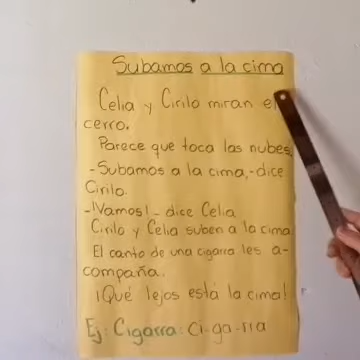 Subamos a la cima
Celia y Cirilo miran el
cerro.
Parece que toca las nubes.
-Subamos a la cima,-dice
Cirilo.
-¡Vamos!- dice Celia
Cirilo y Celia suben a la cima
El canto de una cigarra les a-
compaña.
¡Qué lejos está la cima!
Ej: Cigarra: ci-ga-rra